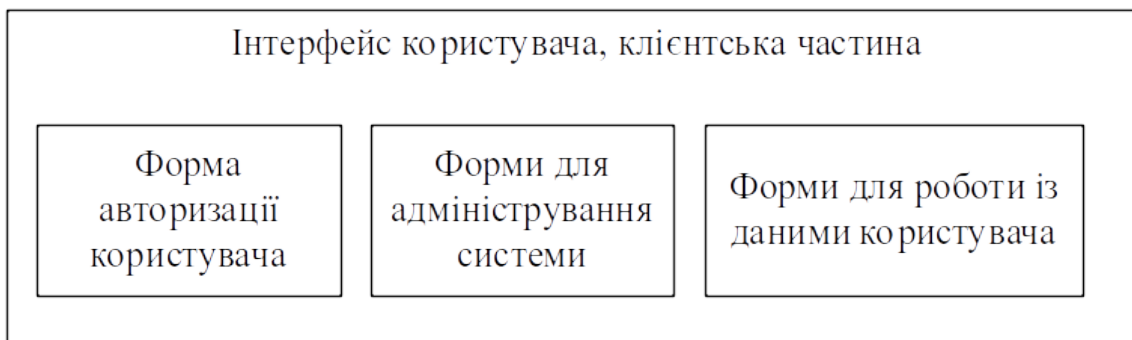 Інтерфейс користувача, клієнтська частина
Форма
авторизації
користувача
Форми для
адміністрування
системи
Форми для роботи із
даними користувача